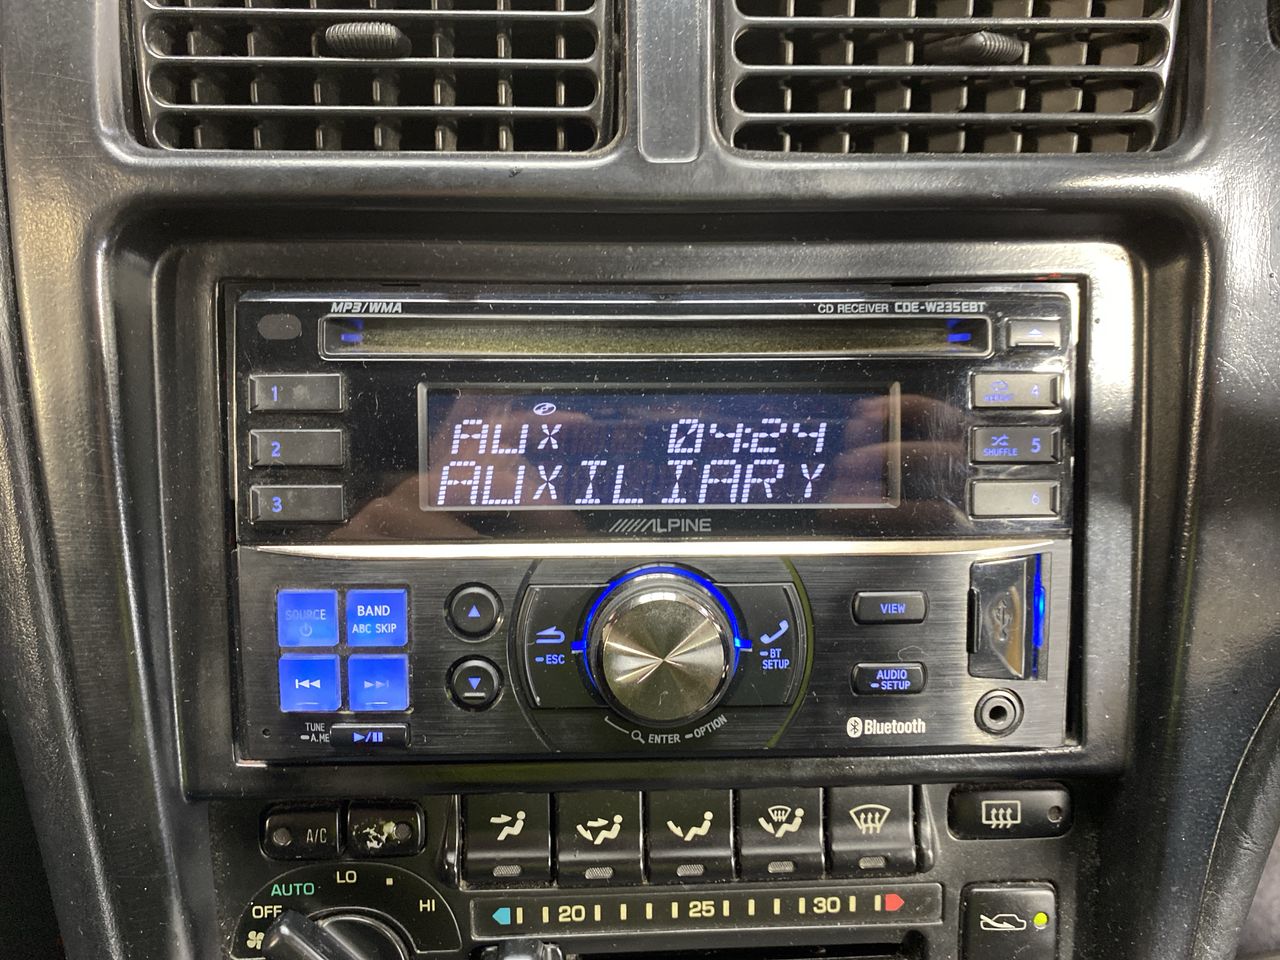 MP3/WMA
CD RECEIVER CDE-W235EBT
1
4
2
SHUFFLE 5
3
6
AUX 04:24
AUXILIARY
ALPINE
SOURCE
BAND
ABC SKIP
ESC
BT
SETUP
VIEW
AUDIO
SETUP
TUNE
A.ME
ENTER OPTION
Bluetooth
A/C
AUTO
LO
HI
OFF
20 25 30